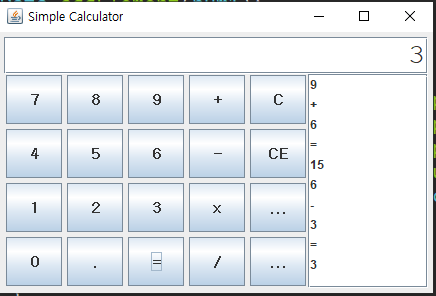 Simple Calculator
3
7 8 9 + C
4 5 6 - CE
1 2 3 x ...
0 . = / ...
9
+
6
=
15
6
-
3
=
3